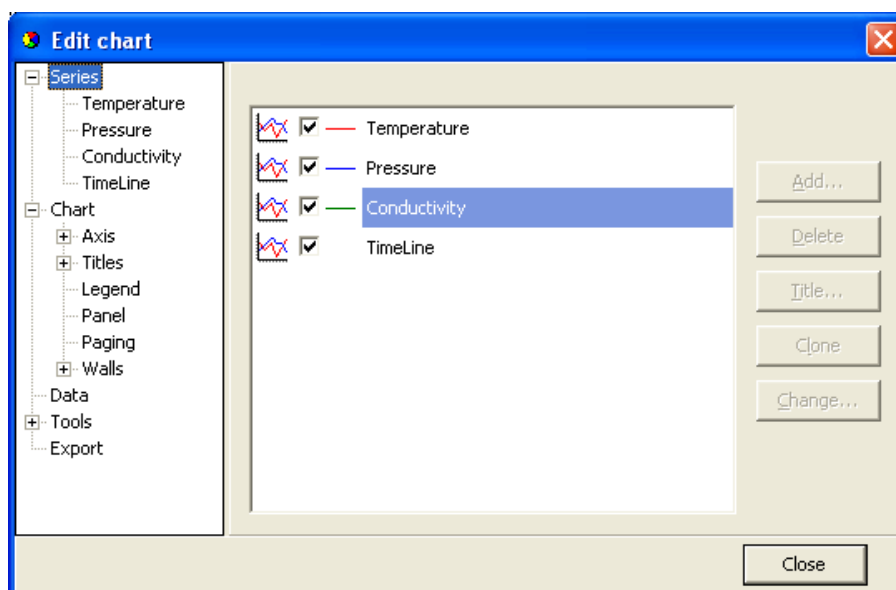 Edit chart
Series
Temperature
Pressure
Conductivity
TimeLine
Chart
Axis
Titles
Legend
Panel
Paging
Walls
Data
Tools
Export
Temperature
Pressure
Conductivity
TimeLine
Add...
Delete
Title...
Clone
Change...
Close